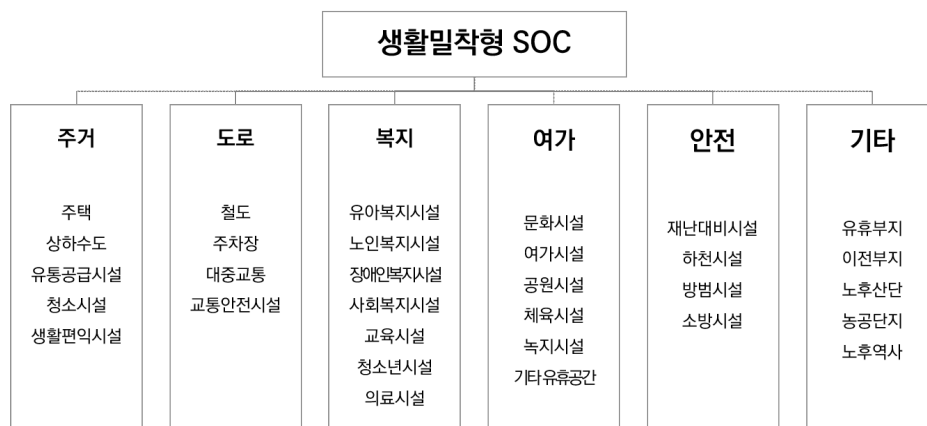 생활밀착형 SOC
주거
주택
상하수도
유통공급시설
청소시설
생활편익시설
도로
철도
주차장
대중교통
교통안전시설
복지
유아복지시설
노인복지시설
장애인복지시설
사회복지시설
교육시설
청소년시설
의료시설
여가
문화시설
여가시설
공원시설
체육시설
녹지시설
기타유휴공간
안전
재난대비시설
하천시설
방범시설
소방시설
기타
유휴부지
이전부지
노후산단
농공단지
노후역사